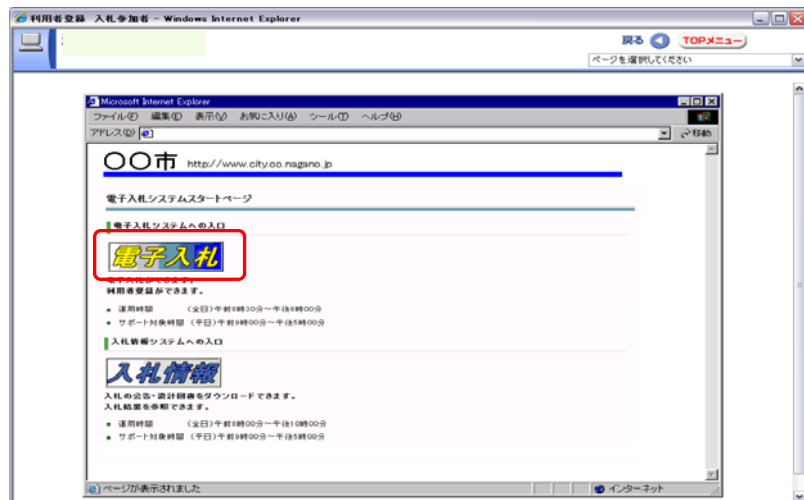 利用者登録 入札参加者 - Windows Internet Explorer
戻る TOPメニュー
ページを選択してください
Microsoft Internet Explorer
ファイル(F) 編集(E) 表示(V) お気に入り(A) ツール(T) ヘルプ(H)
アドレス(D) 移動
〇〇市 http://www.city.oo.nagano.jp
電子入札システムスタートページ
電子入札システムへの入口
電子入札
電子入札ができます。
利用者登録ができます。
運用時間 (全日)午前8時30分～午後8時00分
サポート対象時間 (平日)午前9時00分～午後5時00分
入札情報システムへの入口
入札情報
入札の公告・設計図書をダウンロードできます。
入札結果を参照できます。
運用時間 (全日)午前8時00分～午後10時00分
サポート対象時間 (平日)午前9時00分～午後5時00分
ページが表示されました インターネット